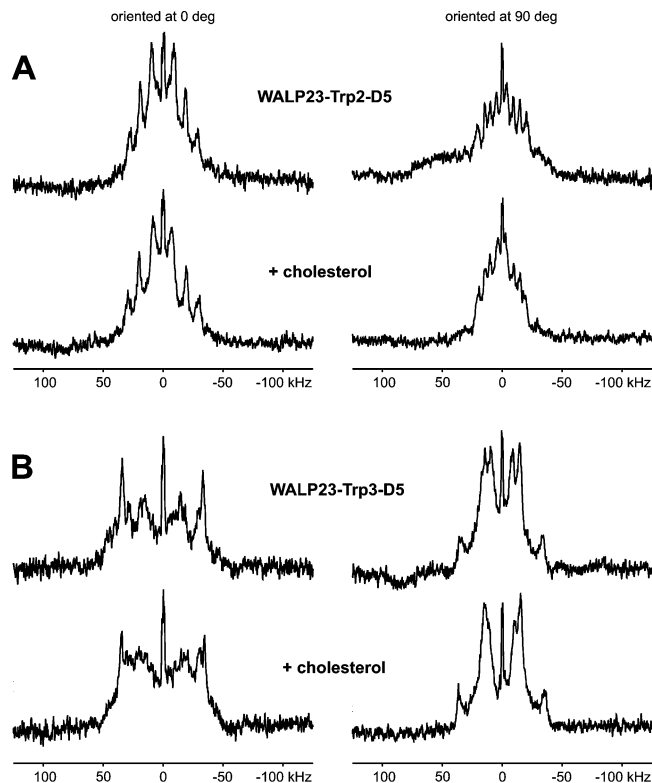 oriented at 0 deg
oriented at 90 deg
A
WALP23-Trp2-D5
+ cholesterol
100 50 0 -50 -100 kHz
100 50 0 -50 -100 kHz
B
WALP23-Trp3-D5
+ cholesterol
100 50 0 -50 -100 kHz
100 50 0 -50 -100 kHz